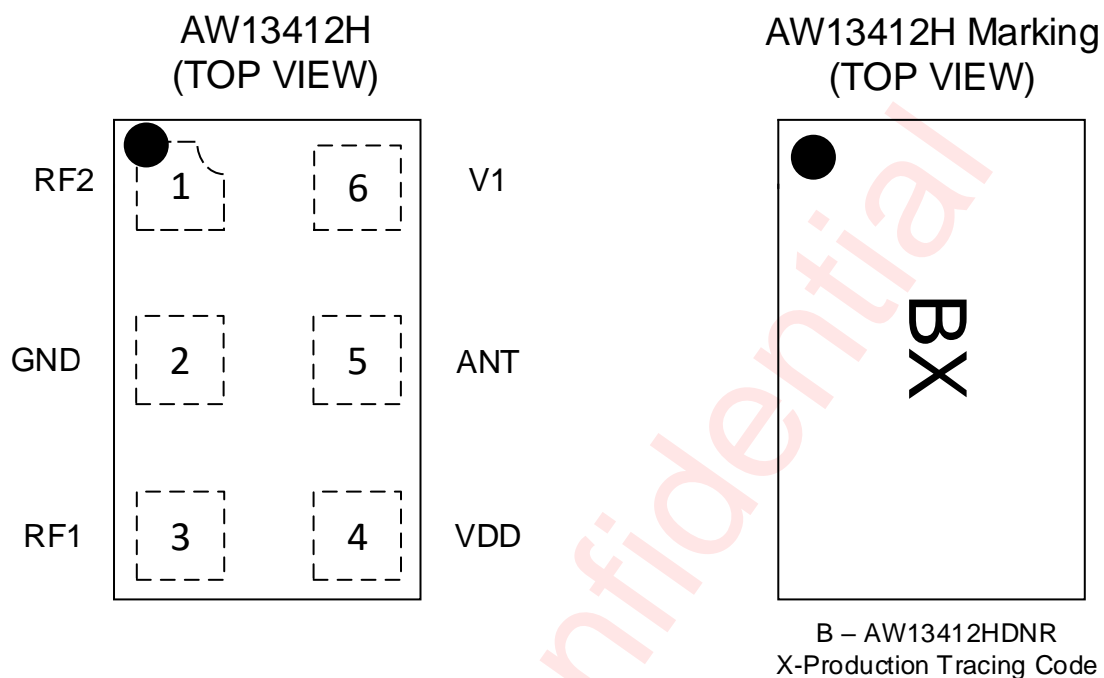 AW13412H
(TOP VIEW)
RF2
1
6
V1
GND
2
5
ANT
RF1
3
4
VDD
AW13412H Marking
(TOP VIEW)
BX
B – AW13412HDNR
X-Production Tracing Code
nfidential